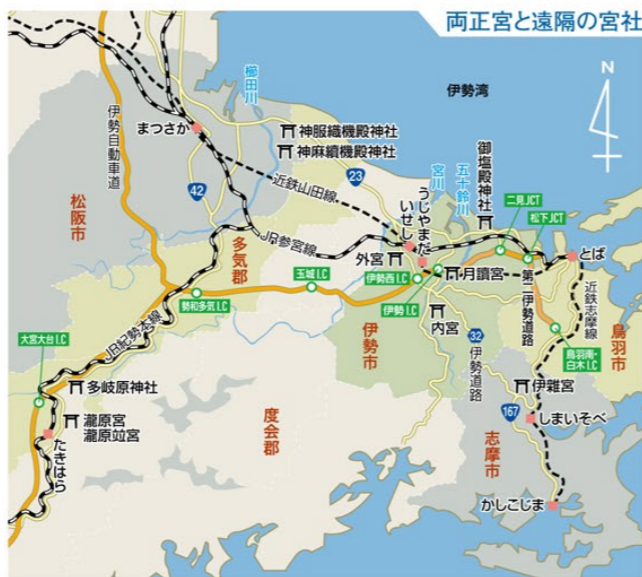 両正宮と遠隔の宮社
N
伊勢湾
櫛田川
まつさか
伊勢自動車道
神服織機殿神社
神麻績機殿神社
近鉄山田線
23
42
宮川
五十鈴川
御塩殿神社
二見JCT
松下JCT
松阪市
多気郡
JR参宮線
うじやまだ
いせし
外宮
とば
玉城I.C
伊勢西I.C
伊勢I.C
月讀宮
第二伊勢道路
近鉄志摩線
鳥羽市
勢和多気I.C
伊勢市
内宮
32
伊勢道路
鳥羽南・
白木I.C
JR紀勢本線
大宮大台I.C
多岐原神社
伊雜宮
瀧原宮
瀧原竝宮
たきはら
度会郡
167
しまいそべ
志摩市
かしこじま